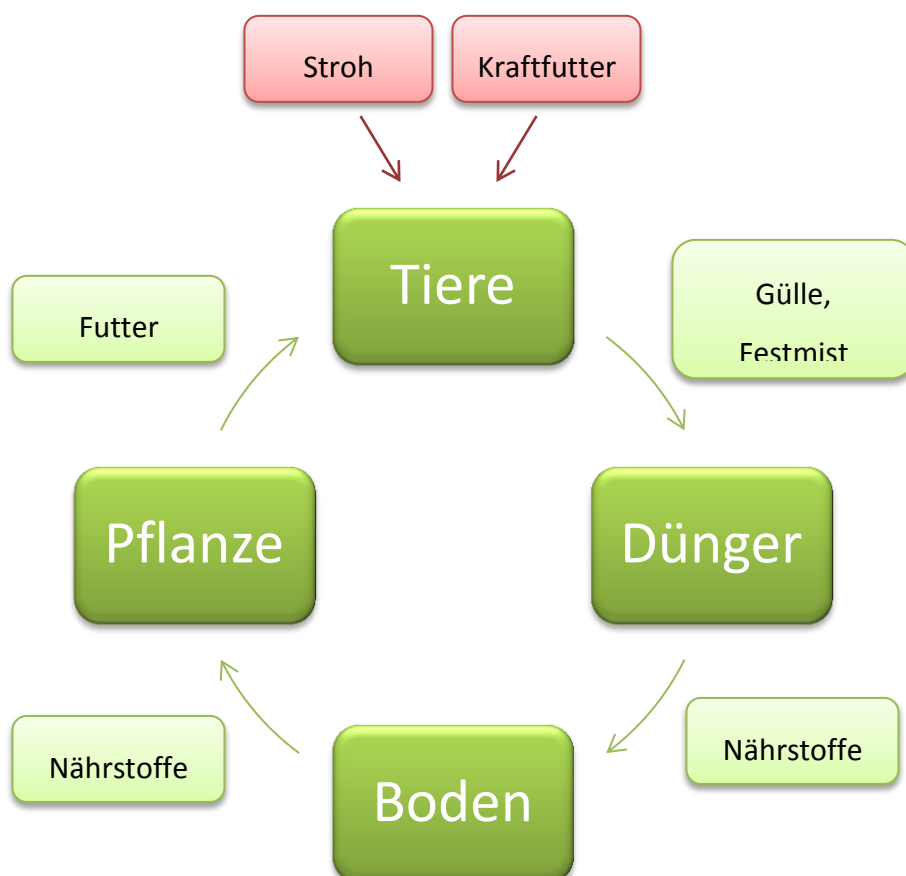 Stroh
Kraftfutter
Tiere
Gülle,
Festmist
Futter
Pflanze
Dünger
Nährstoffe
Nährstoffe
Boden